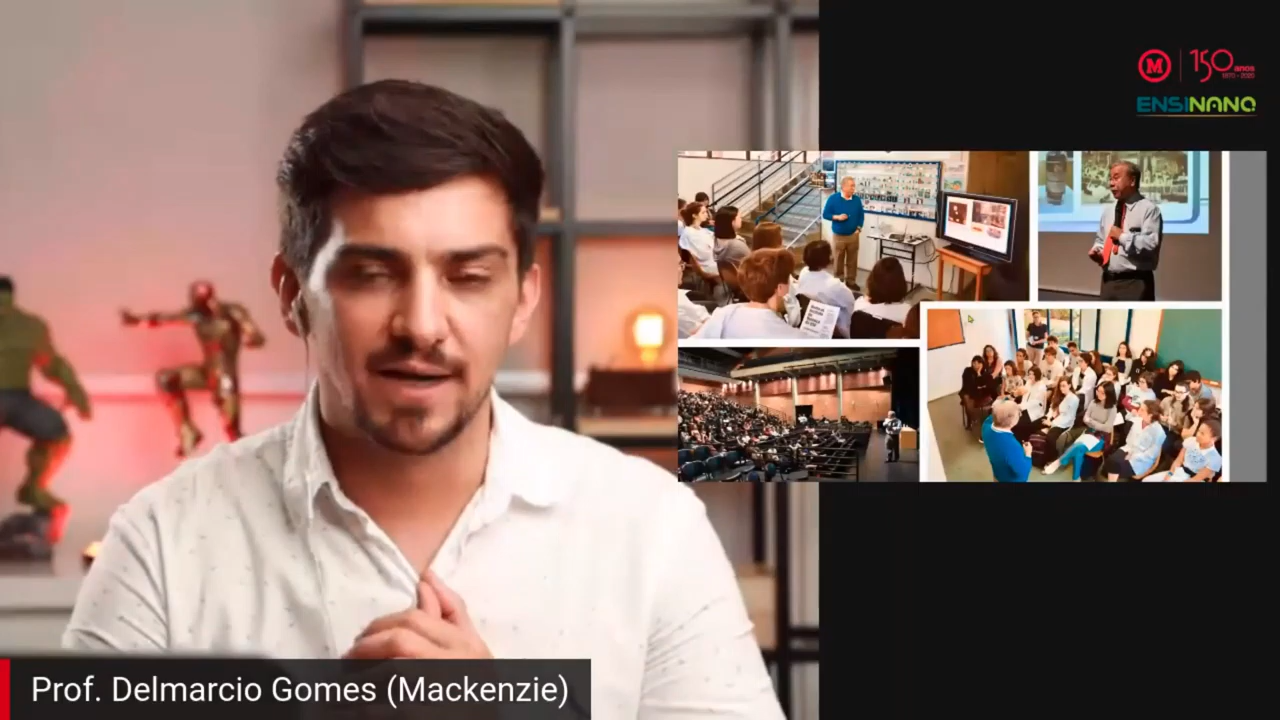 M
150
anos
1870 - 2020
ENSINANO
Prof. Delmarcio Gomes (Mackenzie)